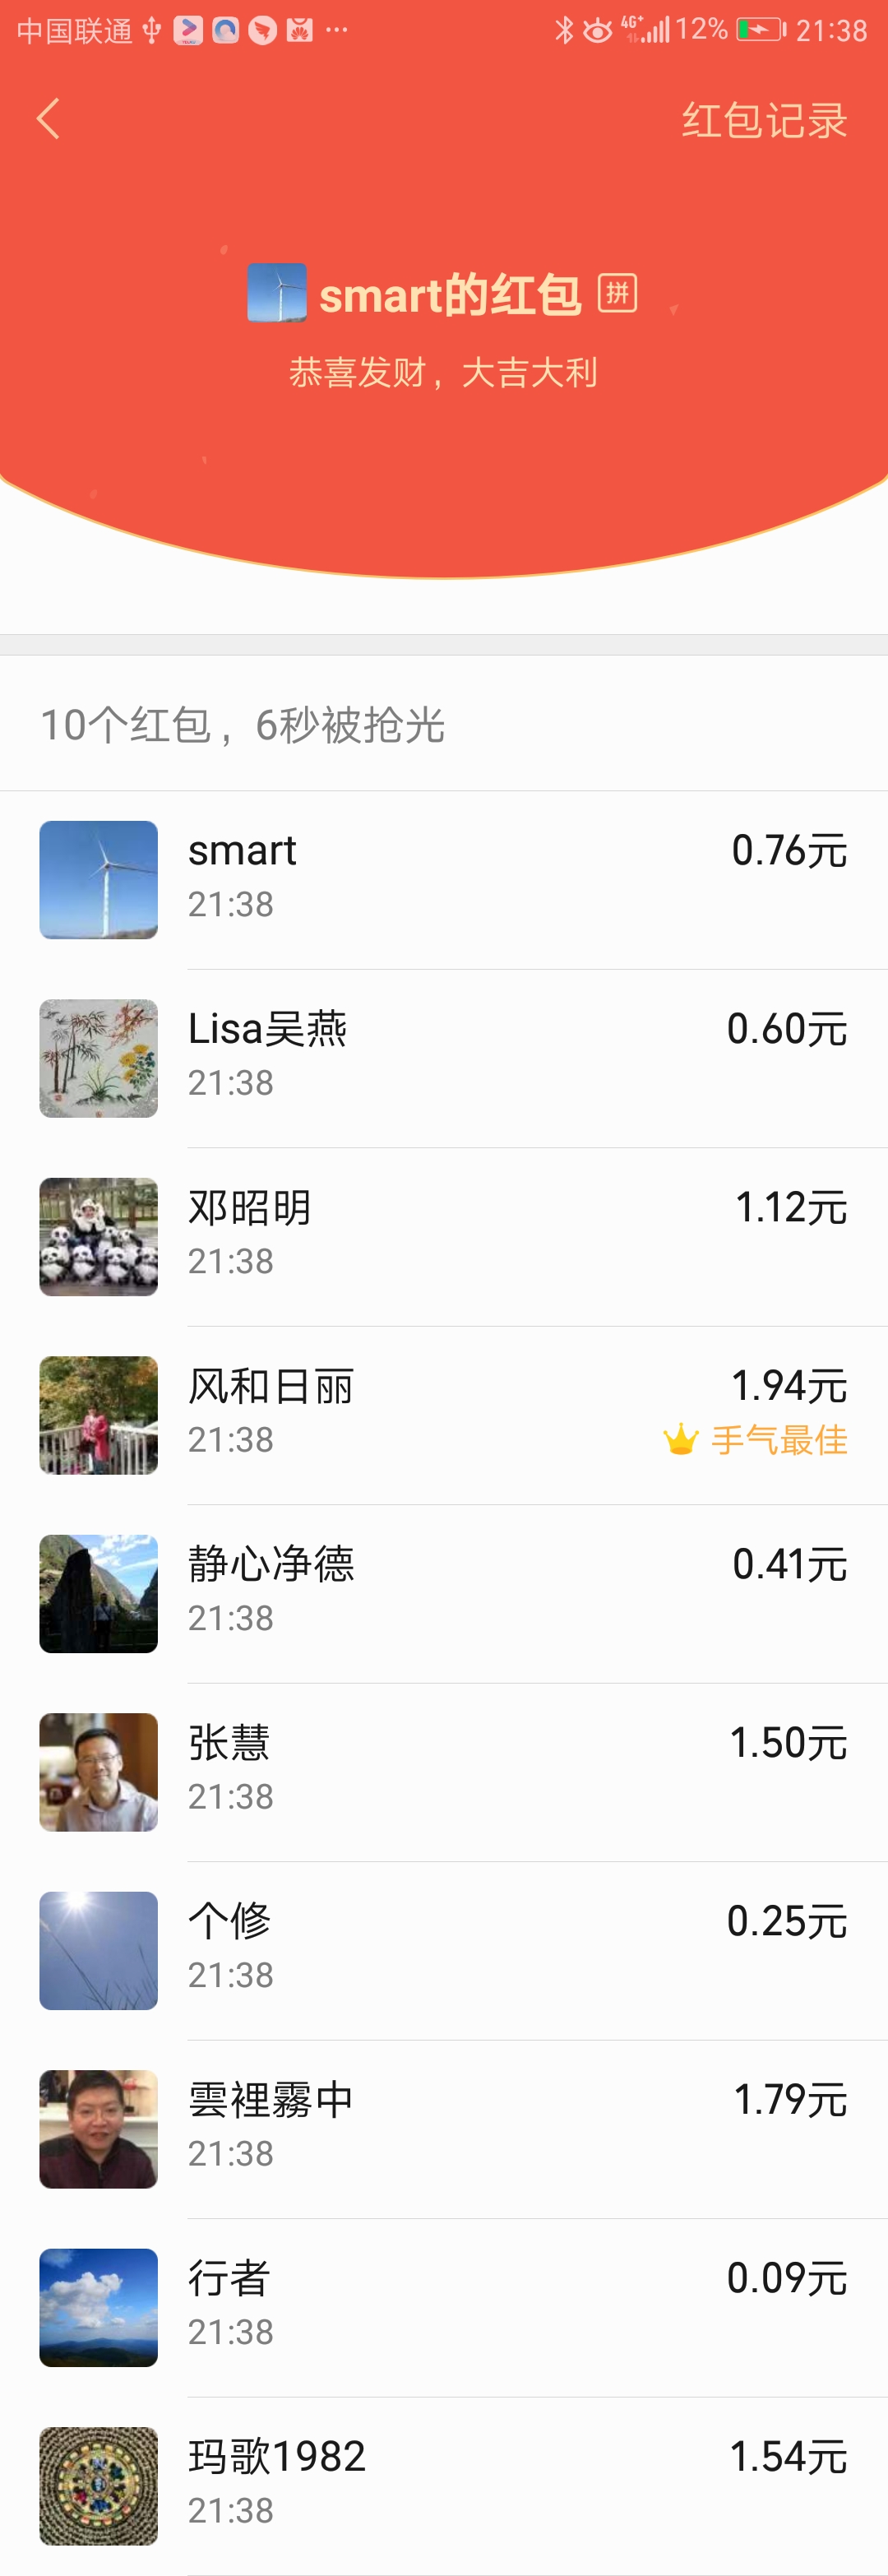 中国联通 4G+ 12% 21:38
红包记录
smart的红包 拼
恭喜发财，大吉大利
10个红包，6秒被抢光
smart 0.76元
21:38
Lisa吴燕 0.60元
21:38
邓昭明 1.12元
21:38
风和日丽 1.94元
21:38 手气最佳
静心净德 0.41元
21:38
张慧 1.50元
21:38
个修 0.25元
21:38
雲裡霧中 1.79元
21:38
行者 0.09元
21:38
玛歌1982 1.54元
21:38